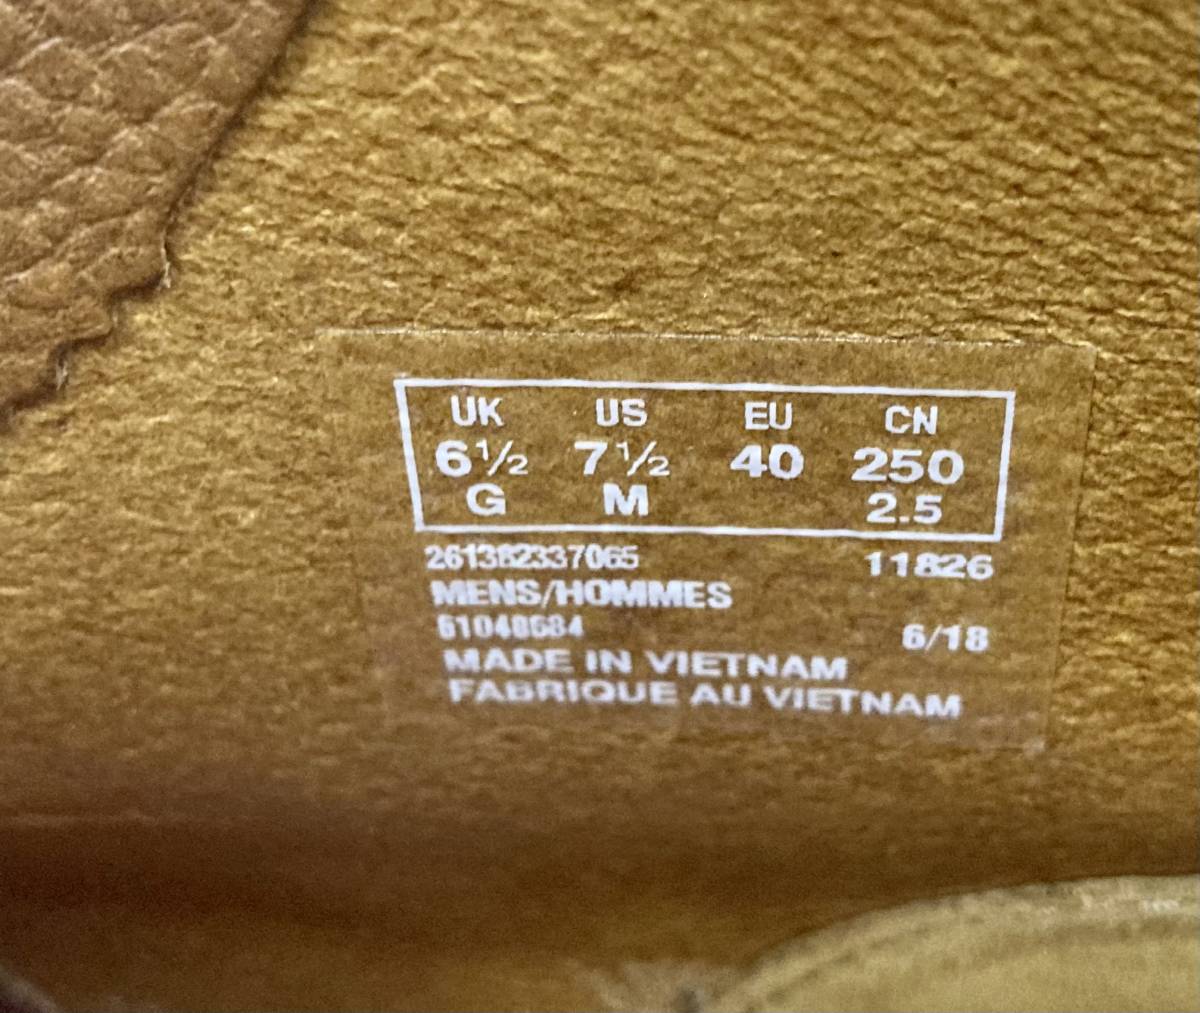 UK US EU CN
6½ 7½ 40 250
G M 2.5
261382337065 11826
MENS/HOMMES
6/18
MADE IN VIETNAM
FABRIQUE AU VIETNAM